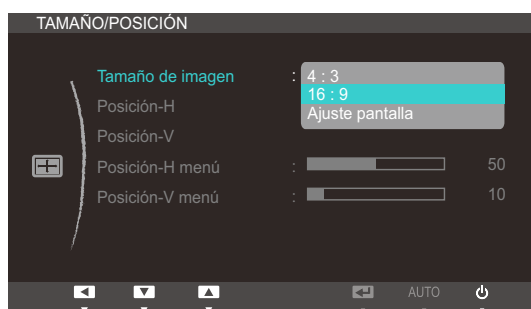 TAMAÑO/POSICIÓN
Tamaño de imagen : 4 : 3
16 : 9
Posición-H
Ajuste pantalla
Posición-V
Posición-H menú : 50
Posición-V menú : 10
AUTO